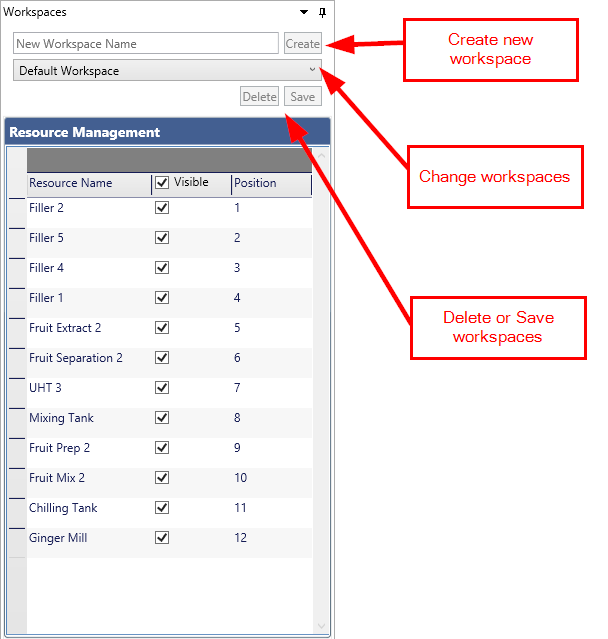 Workspaces
New Workspace Name Create
Create new
workspace
Default Workspace
Delete Save
Change workspaces
Delete or Save
workspaces
Resource Management
Resource Name Visible Position
Filler 2 1
Filler 5 2
Filler 4 3
Filler 1 4
Fruit Extract 2 5
Fruit Separation 2 6
UHT 3 7
Mixing Tank 8
Fruit Prep 2 9
Fruit Mix 2 10
Chilling Tank 11
Ginger Mill 12